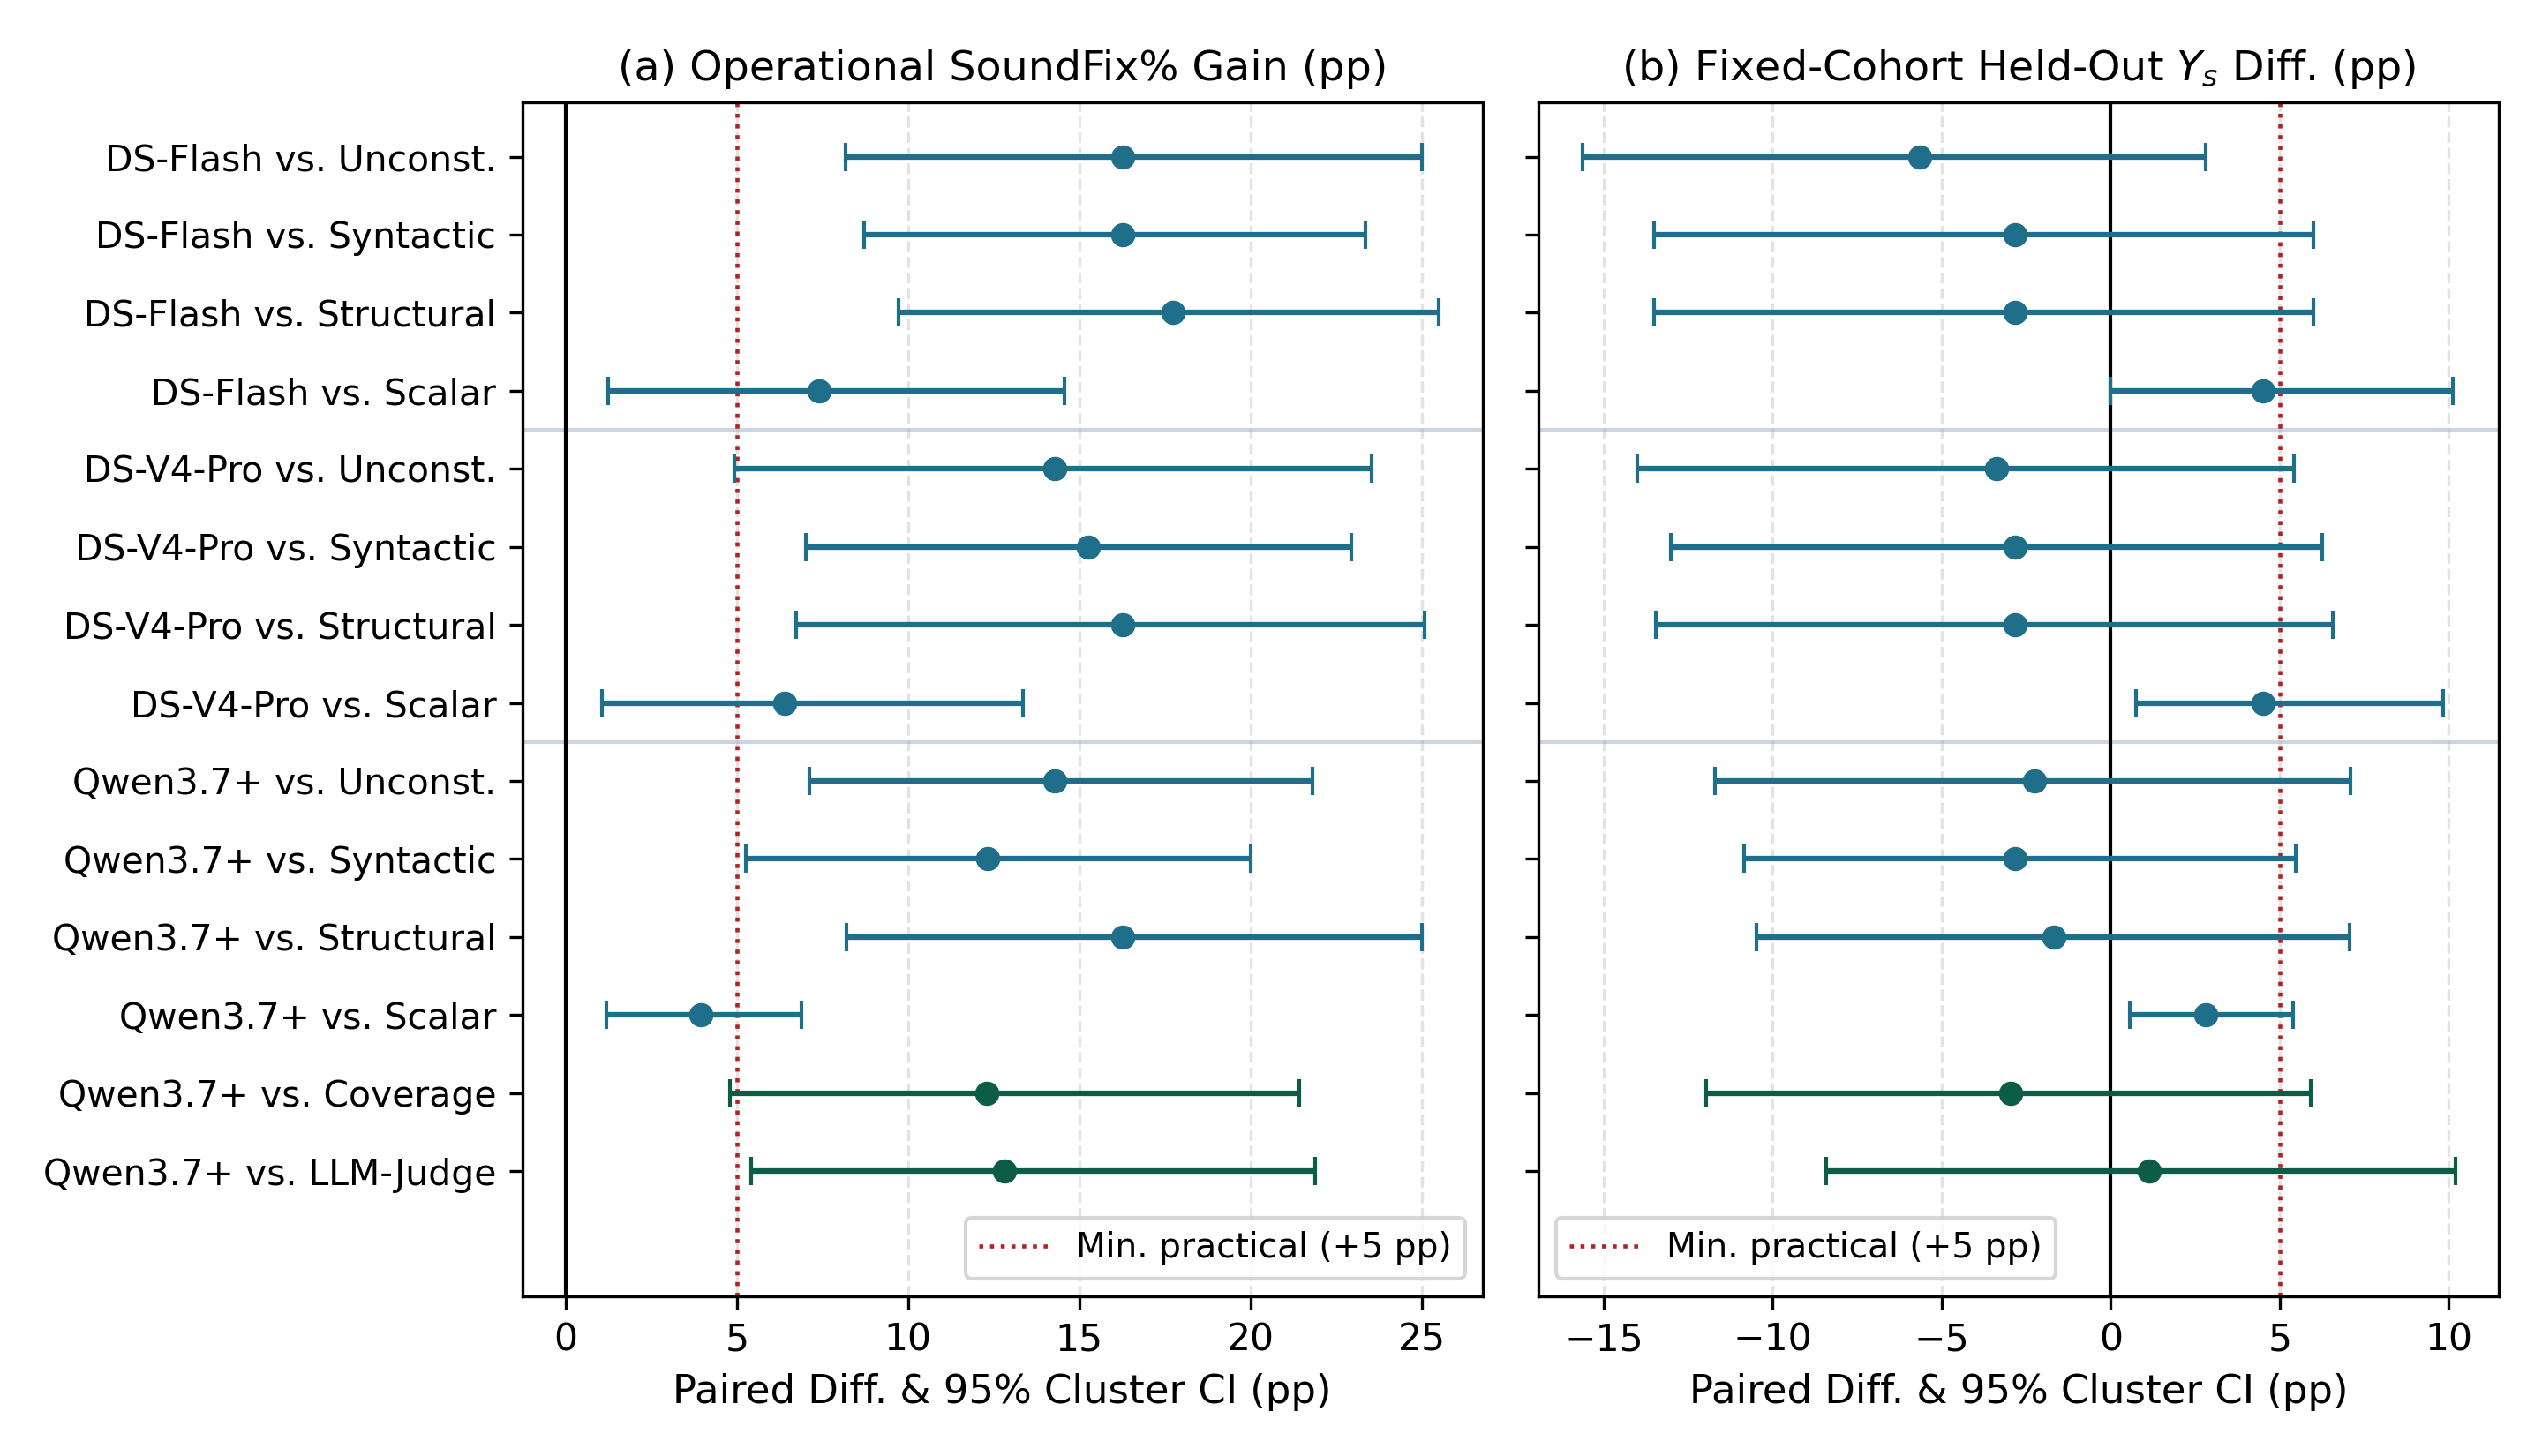 (a) Operational SoundFix% Gain (pp)
(b) Fixed-Cohort Held-Out Yₛ Diff. (pp)
DS-Flash vs. Unconst.
DS-Flash vs. Syntactic
DS-Flash vs. Structural
DS-Flash vs. Scalar
DS-V4-Pro vs. Unconst.
DS-V4-Pro vs. Syntactic
DS-V4-Pro vs. Structural
DS-V4-Pro vs. Scalar
Qwen3.7+ vs. Unconst.
Qwen3.7+ vs. Syntactic
Qwen3.7+ vs. Structural
Qwen3.7+ vs. Scalar
Qwen3.7+ vs. Coverage
Qwen3.7+ vs. LLM-Judge
Min. practical (+5 pp)
Min. practical (+5 pp)
0 5 10 15 20 25
−15 −10 −5 0 5 10
Paired Diff. & 95% Cluster CI (pp)
Paired Diff. & 95% Cluster CI (pp)